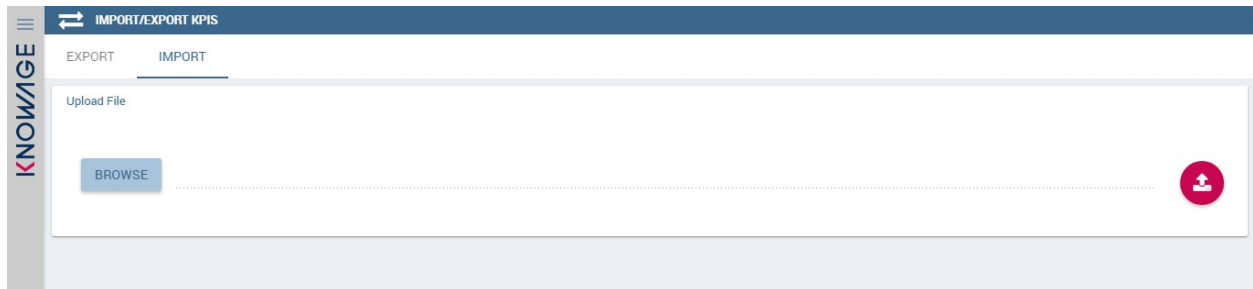 IMPORT/EXPORT KPIS
KNOWAGE
EXPORT IMPORT
Upload File
BROWSE